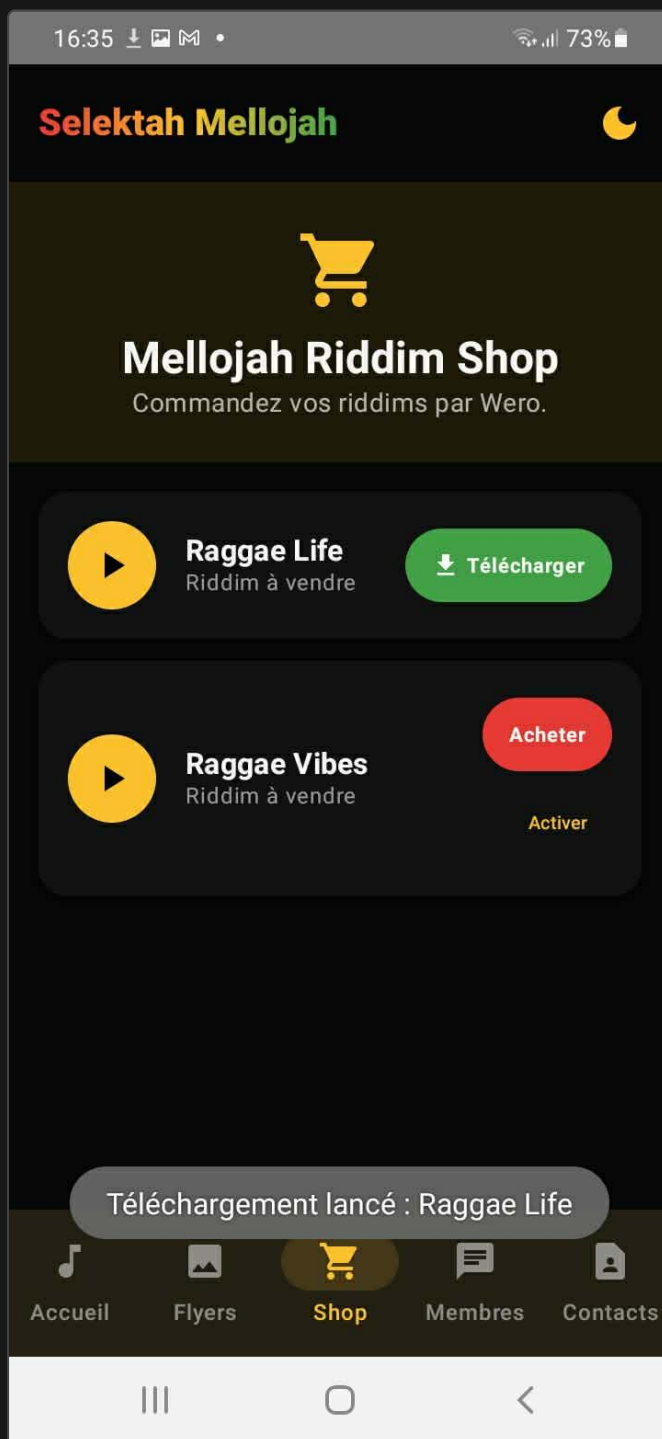 16:35
73%
Selektah Mellojah
Mellojah Riddim Shop
Commandez vos riddims par Wero.
Raggae Life
Riddim à vendre
Télécharger
Acheter
Raggae Vibes
Riddim à vendre
Activer
Téléchargement lancé : Raggae Life
Accueil
Flyers
Shop
Membres
Contacts